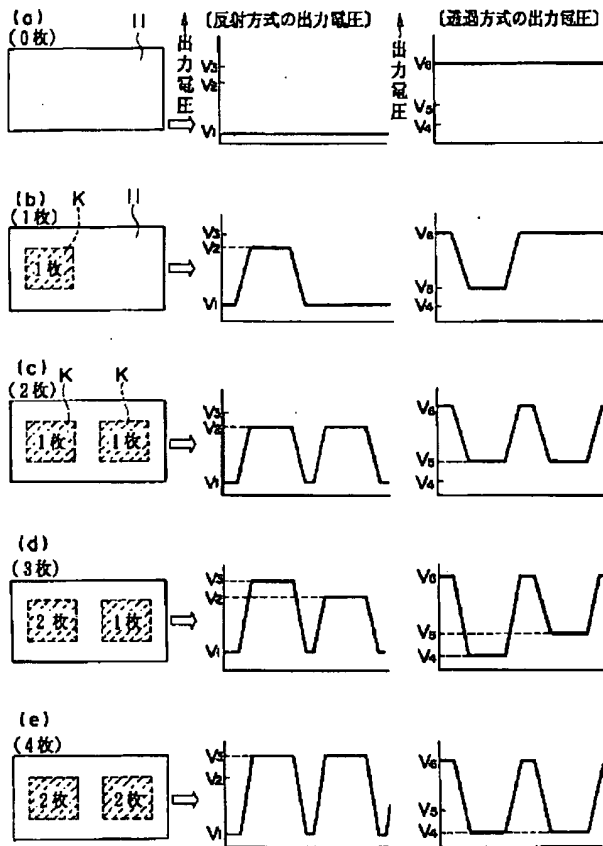 (a)
(0枚)
11
出力電圧
〔反射方式の出力電圧〕
V3
V2
V1
出力電圧
〔透過方式の出力電圧〕
V6
V5
V4
(b)
(1枚)
K
11
1枚
V3
V2
V1
V6
V5
V4
(c)
(2枚)
K
K
1枚
1枚
V3
V2
V1
V6
V5
V4
(d)
(3枚)
2枚
1枚
V3
V2
V1
V6
V5
V4
(e)
(4枚)
2枚
2枚
V3
V2
V1
V6
V5
V4